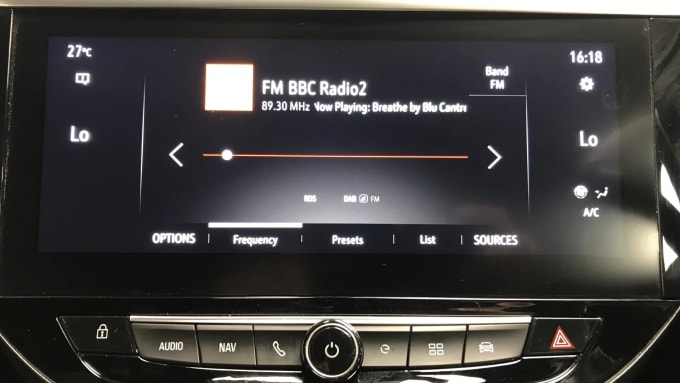 27°C
16:18
Band
FM
FM BBC Radio2
89.30 MHz Now Playing: Breathe by Blu Cantre
Lo
Lo
RDS DAB FM
A/C
OPTIONS Frequency Presets List SOURCES
AUDIO NAV